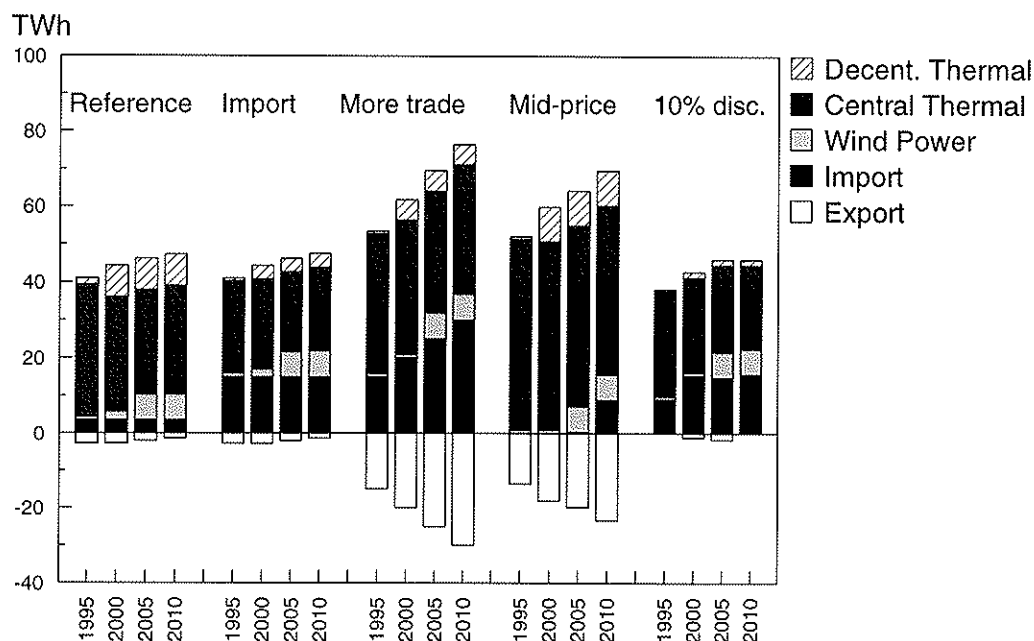 TWh
100
80
60
40
20
0
-20
-40
Reference
Import
More trade
Mid-price
10% disc.
Decent. Thermal
Central Thermal
Wind Power
Import
Export
1995
2000
2005
2010
1995
2000
2005
2010
1995
2000
2005
2010
1995
2000
2005
2010
1995
2000
2005
2010